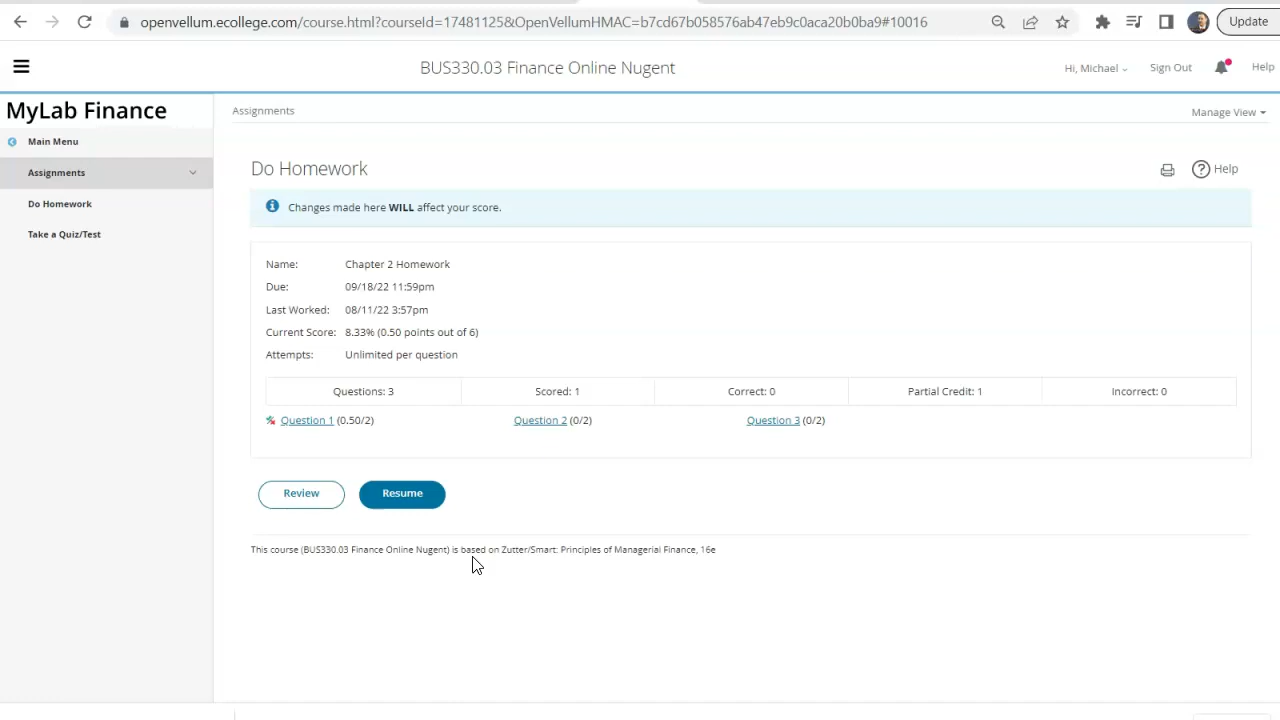 openvellum.ecollege.com/course.html?courseId=17481125&OpenVellumHMAC=b7cd67b058576ab47eb9c0aca20b0ba9#10016
Update
BUS330.03 Finance Online Nugent
Hi, Michael
Sign Out
Help
MyLab Finance
Main Menu
Assignments
Do Homework
Take a Quiz/Test
Assignments
Manage View
Do Homework
Help
Changes made here WILL affect your score.
Name: Chapter 2 Homework
Due: 09/18/22 11:59pm
Last Worked: 08/11/22 3:57pm
Current Score: 8.33% (0.50 points out of 6)
Attempts: Unlimited per question
Questions: 3 Scored: 1 Correct: 0 Partial Credit: 1 Incorrect: 0
Question 1 (0.50/2) Question 2 (0/2) Question 3 (0/2)
Review Resume
This course (BUS330.03 Finance Online Nugent) is based on Zutter/Smart: Principles of Managerial Finance, 16e